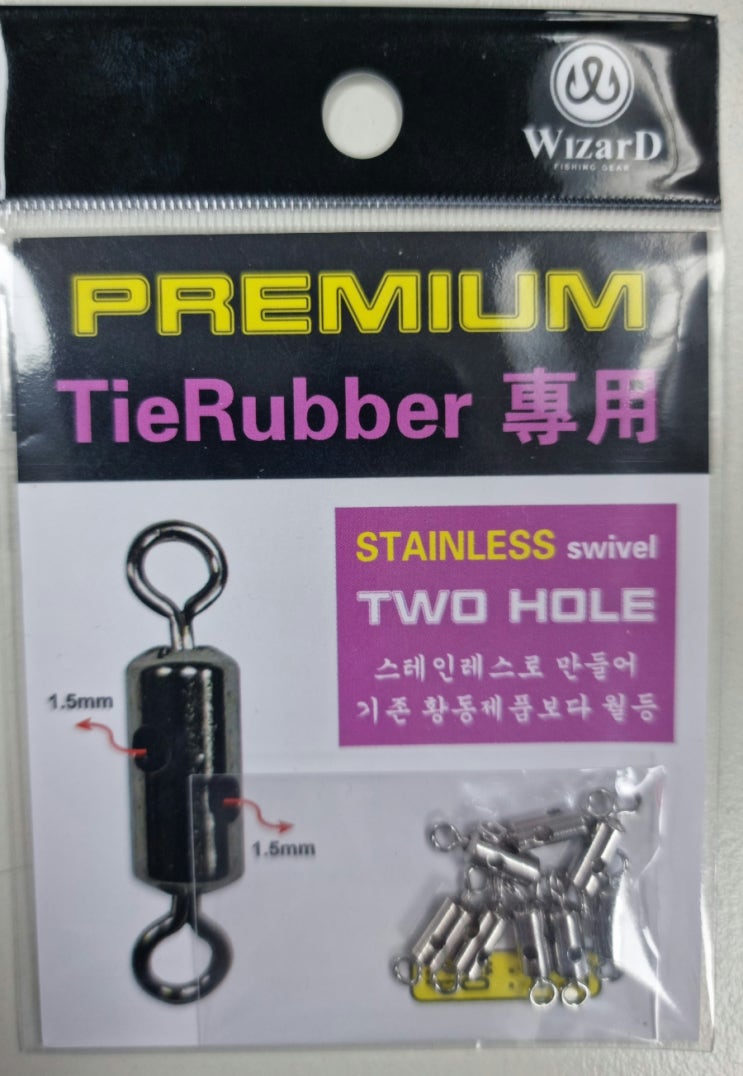 WizarD
FISHING GEAR
PREMIUM
TieRubber 專用
STAINLESS swivel
TWO HOLE
스테인레스로 만들어
기존 황동제품보다 월등
1.5mm
1.5mm